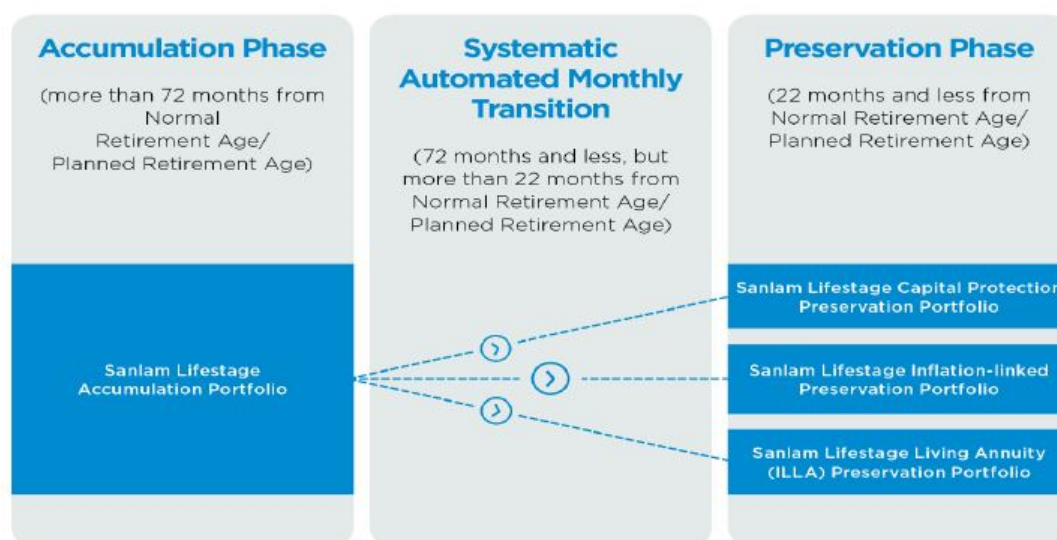 Accumulation Phase
(more than 72 months from
Normal
Retirement Age/
Planned Retirement Age)
Sanlam Lifestage
Accumulation Portfolio
Systematic
Automated Monthly
Transition
(72 months and less, but
more than 22 months from
Normal Retirement Age/
Planned Retirement Age)
Preservation Phase
(22 months and less from
Normal Retirement Age/
Planned Retirement Age)
Sanlam Lifestage Capital Protection
Preservation Portfolio
Sanlam Lifestage Inflation-linked
Preservation Portfolio
Sanlam Lifestage Living Annuity
(ILLA) Preservation Portfolio